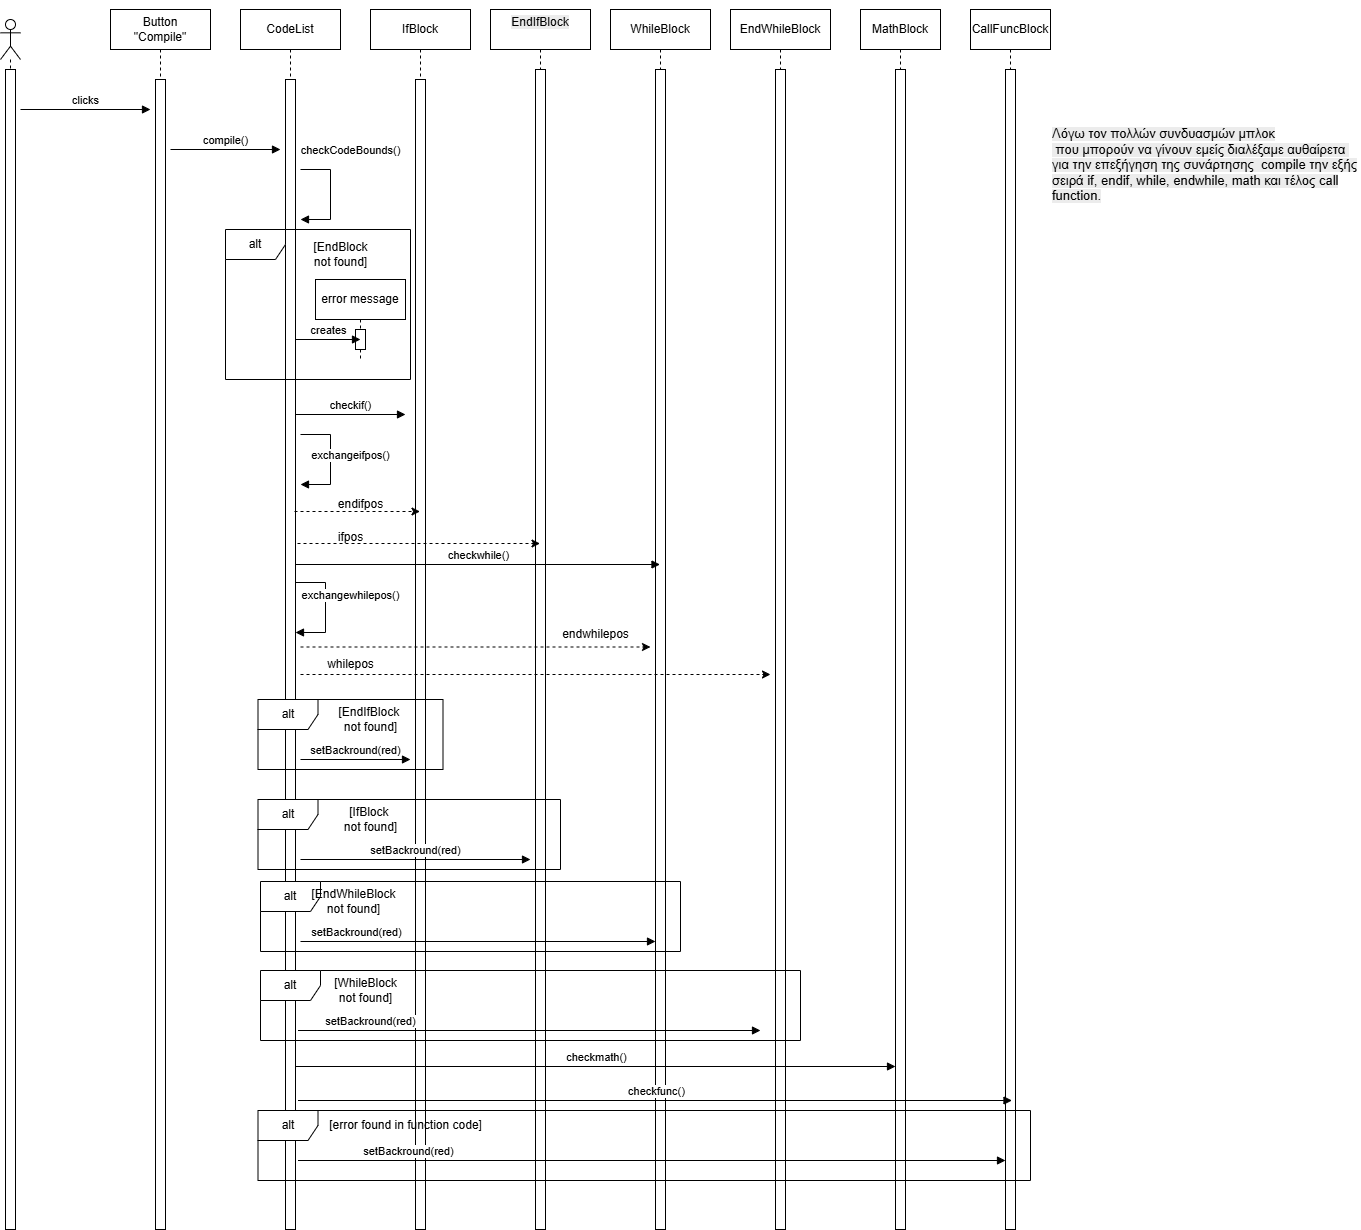 Button
"Compile"
CodeList
IfBlock
EndIfBlock
WhileBlock
EndWhileBlock
MathBlock
CallFuncBlock
clicks
compile()
checkCodeBounds()
Λόγω τον πολλών συνδυασμών μπλοκ
που μπορούν να γίνουν εμείς διαλέξαμε αυθαίρετα
για την επεξήγηση της συνάρτησης compile την εξής
σειρά if, endif, while, endwhile, math και τέλος call
function.
alt
[EndBlock
not found]
error message
creates
checkif()
exchangeifpos()
endifpos
ifpos
checkwhile()
exchangewhilepos()
endwhilepos
whilepos
alt
[EndIfBlock
not found]
setBackround(red)
alt
[IfBlock
not found]
setBackround(red)
alt
[EndWhileBlock
not found]
setBackround(red)
alt
[WhileBlock
not found]
setBackround(red)
checkmath()
checkfunc()
alt
[error found in function code]
setBackround(red)